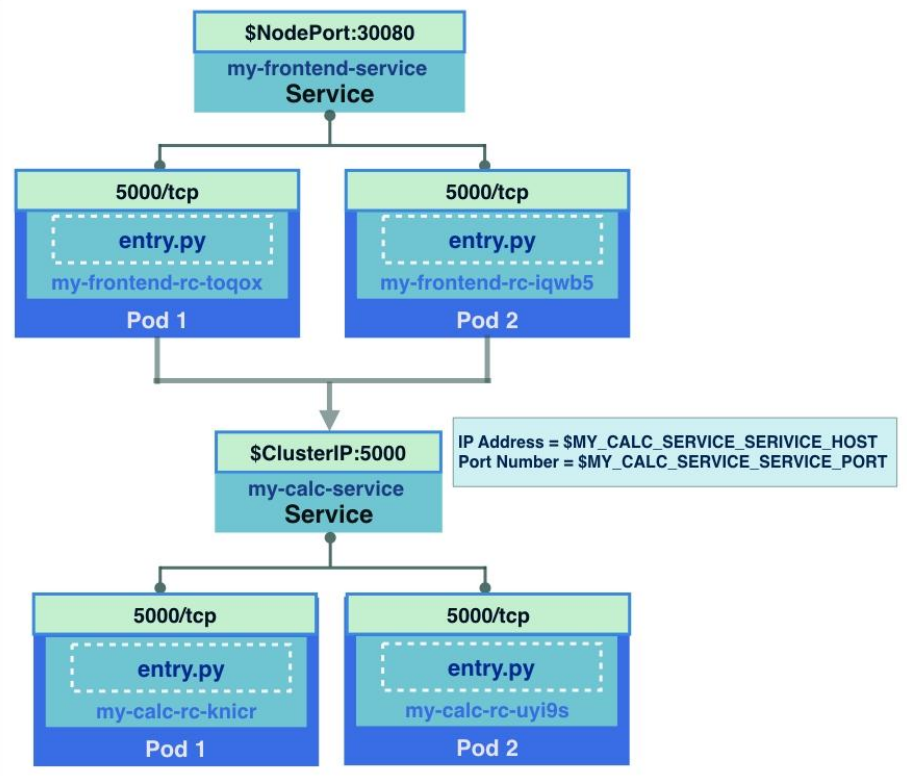 $NodePort:30080
my-frontend-service
Service
5000/tcp
entry.py
my-frontend-rc-toqox
Pod 1
5000/tcp
entry.py
my-frontend-rc-iqwb5
Pod 2
$ClusterIP:5000
my-calc-service
Service
IP Address = $MY_CALC_SERVICE_SERIVICE_HOST
Port Number = $MY_CALC_SERVICE_SERVICE_PORT
5000/tcp
entry.py
my-calc-rc-knicr
Pod 1
5000/tcp
entry.py
my-calc-rc-uyi9s
Pod 2